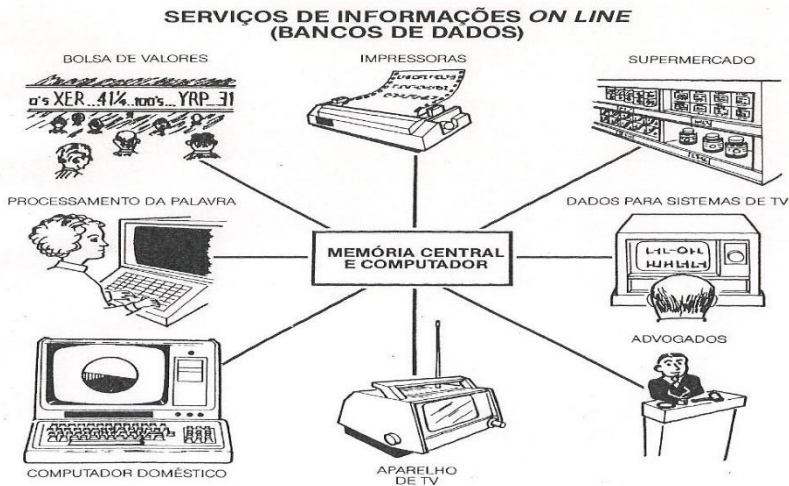 SERVIÇOS DE INFORMAÇÕES ON LINE
(BANCOS DE DADOS)
BOLSA DE VALORES
IMPRESSORAS
SUPERMERCADO
a's XER..41¼..100's... YRP 31
PROCESSAMENTO DA PALAVRA
DADOS PARA SISTEMAS DE TV
MEMÓRIA CENTRAL
E COMPUTADOR
ADVOGADOS
COMPUTADOR DOMÉSTICO
APARELHO
DE TV